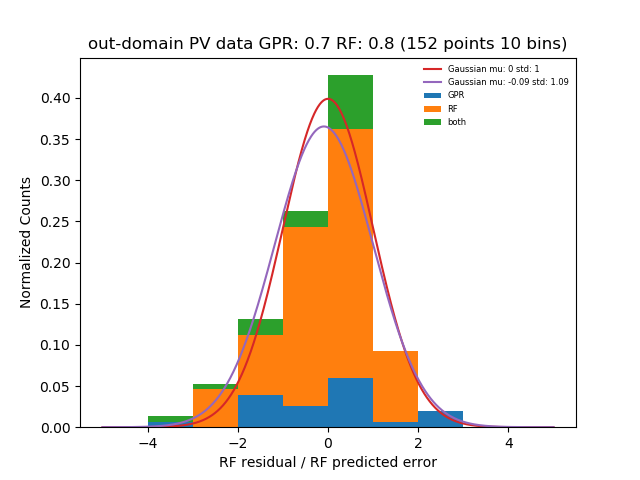 out-domain PV data GPR: 0.7 RF: 0.8 (152 points 10 bins)
Gaussian mu: 0 std: 1
Gaussian mu: -0.09 std: 1.09
GPR
RF
both
0.40
0.35
0.30
0.25
0.20
0.15
0.10
0.05
0.00
Normalized Counts
−4
−2
0
2
4
RF residual / RF predicted error